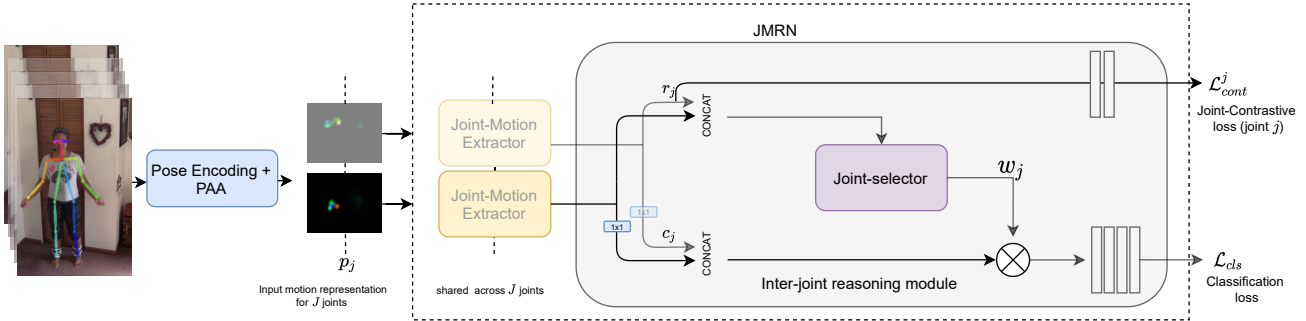 JMRN
Pose Encoding +
PAA
p_j
Input motion representation
for J joints
Joint-Motion
Extractor
Joint-Motion
Extractor
shared across J joints
1x1
1x1
r_j
CONCAT
c_j
CONCAT
Joint-selector
w_j
Inter-joint reasoning module
ℒ^j_cont
Joint-Contrastive
loss (joint j)
ℒ_cls
Classification
loss